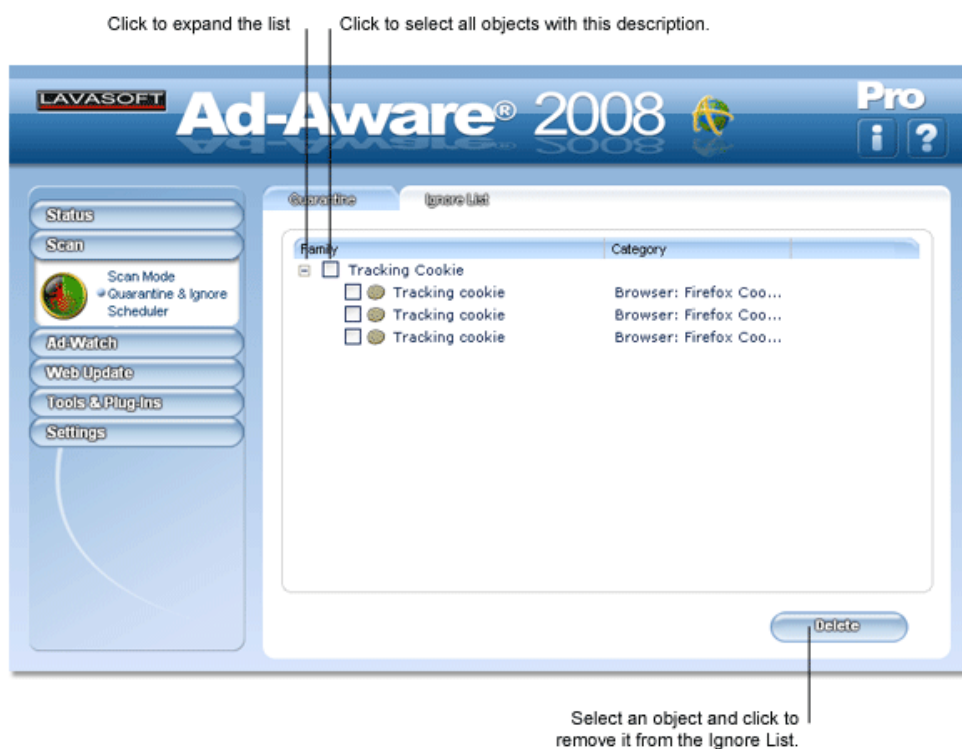 Click to expand the list
Click to select all objects with this description.
LAVASOFT
Ad-Aware® 2008
Pro
i ?
Quarantine
Ignore List
Status
Scan
Scan Mode
Quarantine & Ignore
Scheduler
Ad-Watch
Web Update
Tools & Plug-Ins
Settings
Family Category
Tracking Cookie
Tracking cookie Browser: Firefox Coo...
Tracking cookie Browser: Firefox Coo...
Tracking cookie Browser: Firefox Coo...
Delete
Select an object and click to
remove it from the Ignore List.